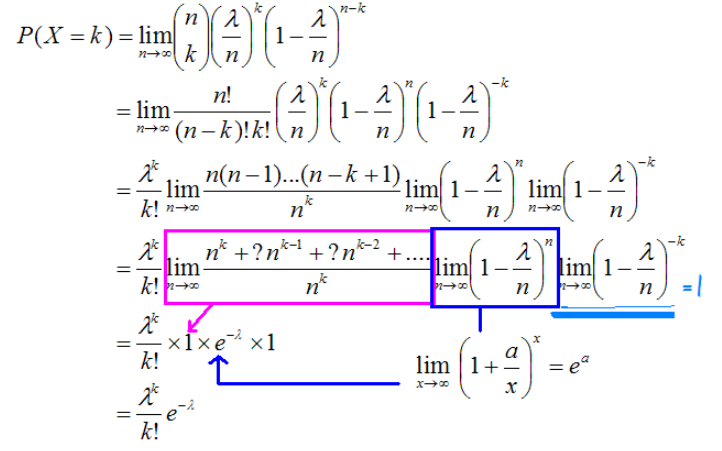 P(X = k) = lim_{n→∞} \binom{n}{k} (λ/n)^k (1 − λ/n)^{n−k}
= lim_{n→∞} n!/((n−k)!k!) (λ/n)^k (1 − λ/n)^n (1 − λ/n)^{−k}
= λ^k/k! lim_{n→∞} n(n−1)...(n−k+1)/n^k lim_{n→∞} (1 − λ/n)^n lim_{n→∞} (1 − λ/n)^{−k}
= λ^k/k! lim_{n→∞} (n^k + ?n^{k−1} + ?n^{k−2} + ....)/n^k lim_{n→∞} (1 − λ/n)^n lim_{n→∞} (1 − λ/n)^{−k} = 1
= λ^k/k! × 1 × e^{−λ} × 1
lim_{x→∞} (1 + a/x)^x = e^a
= λ^k/k! e^{−λ}